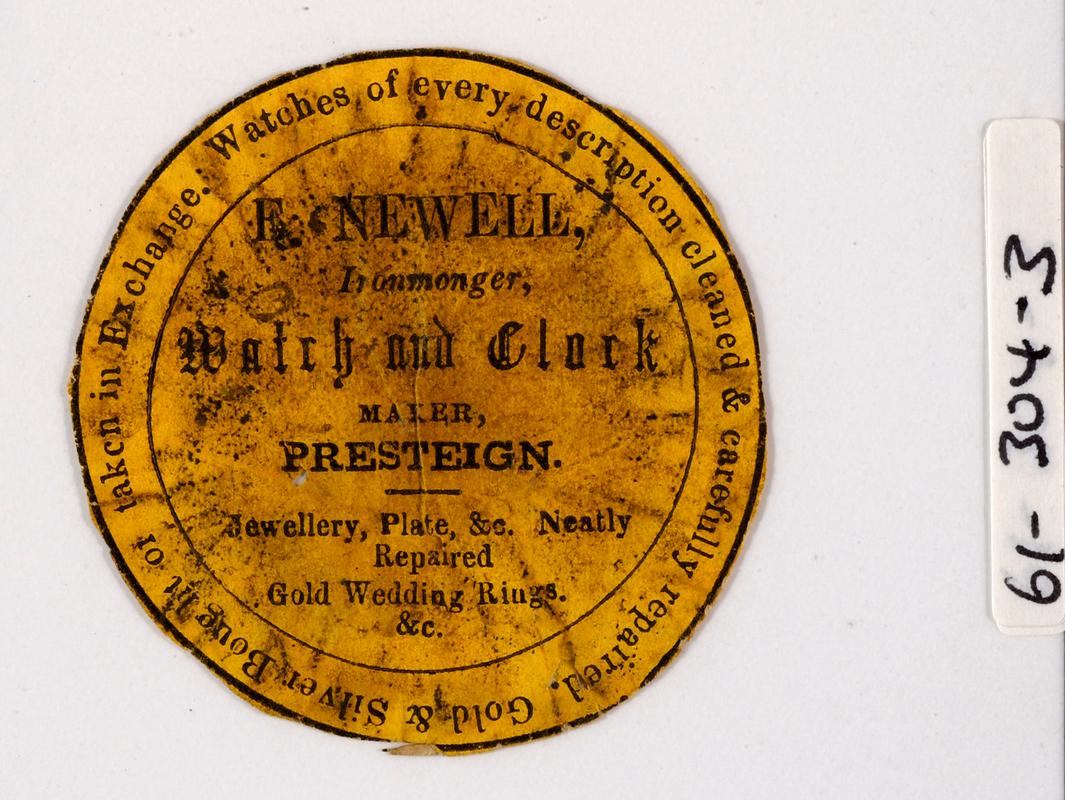 Watches of every description cleaned & carefully repaired. Gold & Silver Bought or taken in Exchange.
E. NEWELL,
Ironmonger,
Watch and Clock
MAKER,
PRESTEIGN.
Jewellery, Plate, &c. Neatly
Repaired
Gold Wedding Rings.
&c.
61-304-3